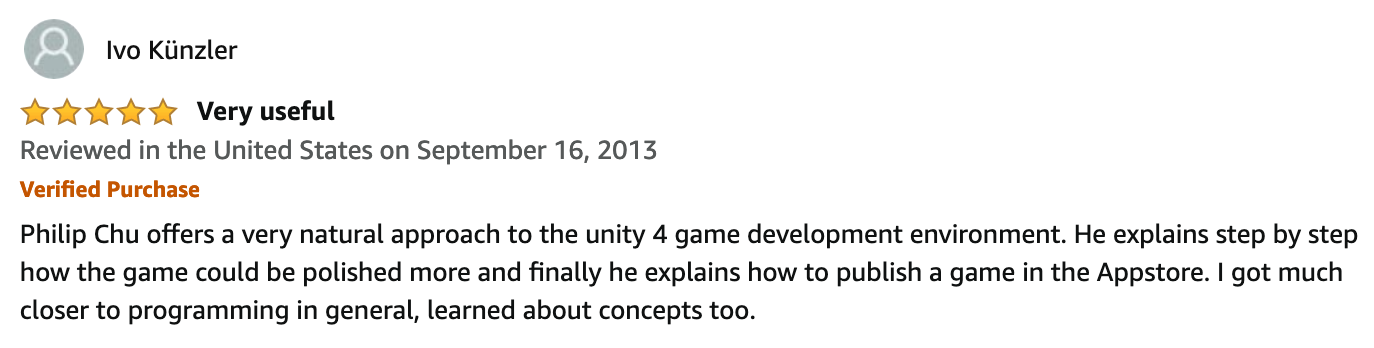 Ivo Künzler
Very useful
Reviewed in the United States on September 16, 2013
Verified Purchase
Philip Chu offers a very natural approach to the unity 4 game development environment. He explains step by step
how the game could be polished more and finally he explains how to publish a game in the Appstore. I got much
closer to programming in general, learned about concepts too.